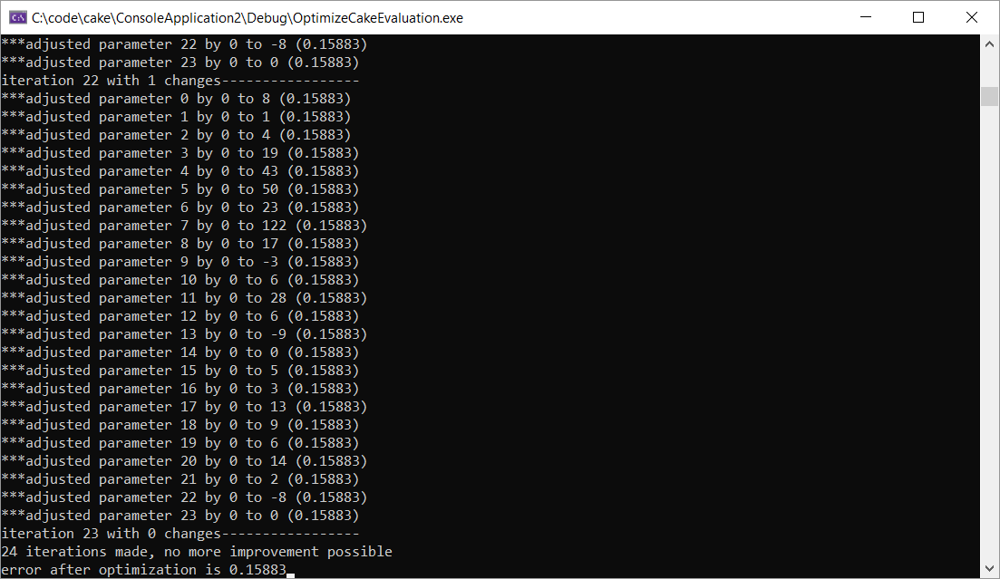 C:\code\cake\ConsoleApplication2\Debug\OptimizeCakeEvaluation.exe
***adjusted parameter 22 by 0 to -8 (0.15883)
***adjusted parameter 23 by 0 to 0 (0.15883)
iteration 22 with 1 changes-----------------
***adjusted parameter 0 by 0 to 8 (0.15883)
***adjusted parameter 1 by 0 to 1 (0.15883)
***adjusted parameter 2 by 0 to 4 (0.15883)
***adjusted parameter 3 by 0 to 19 (0.15883)
***adjusted parameter 4 by 0 to 43 (0.15883)
***adjusted parameter 5 by 0 to 50 (0.15883)
***adjusted parameter 6 by 0 to 23 (0.15883)
***adjusted parameter 7 by 0 to 122 (0.15883)
***adjusted parameter 8 by 0 to 17 (0.15883)
***adjusted parameter 9 by 0 to -3 (0.15883)
***adjusted parameter 10 by 0 to 6 (0.15883)
***adjusted parameter 11 by 0 to 28 (0.15883)
***adjusted parameter 12 by 0 to 6 (0.15883)
***adjusted parameter 13 by 0 to -9 (0.15883)
***adjusted parameter 14 by 0 to 0 (0.15883)
***adjusted parameter 15 by 0 to 5 (0.15883)
***adjusted parameter 16 by 0 to 3 (0.15883)
***adjusted parameter 17 by 0 to 13 (0.15883)
***adjusted parameter 18 by 0 to 9 (0.15883)
***adjusted parameter 19 by 0 to 6 (0.15883)
***adjusted parameter 20 by 0 to 14 (0.15883)
***adjusted parameter 21 by 0 to 2 (0.15883)
***adjusted parameter 22 by 0 to -8 (0.15883)
***adjusted parameter 23 by 0 to 0 (0.15883)
iteration 23 with 0 changes-----------------
24 iterations made, no more improvement possible
error after optimization is 0.15883